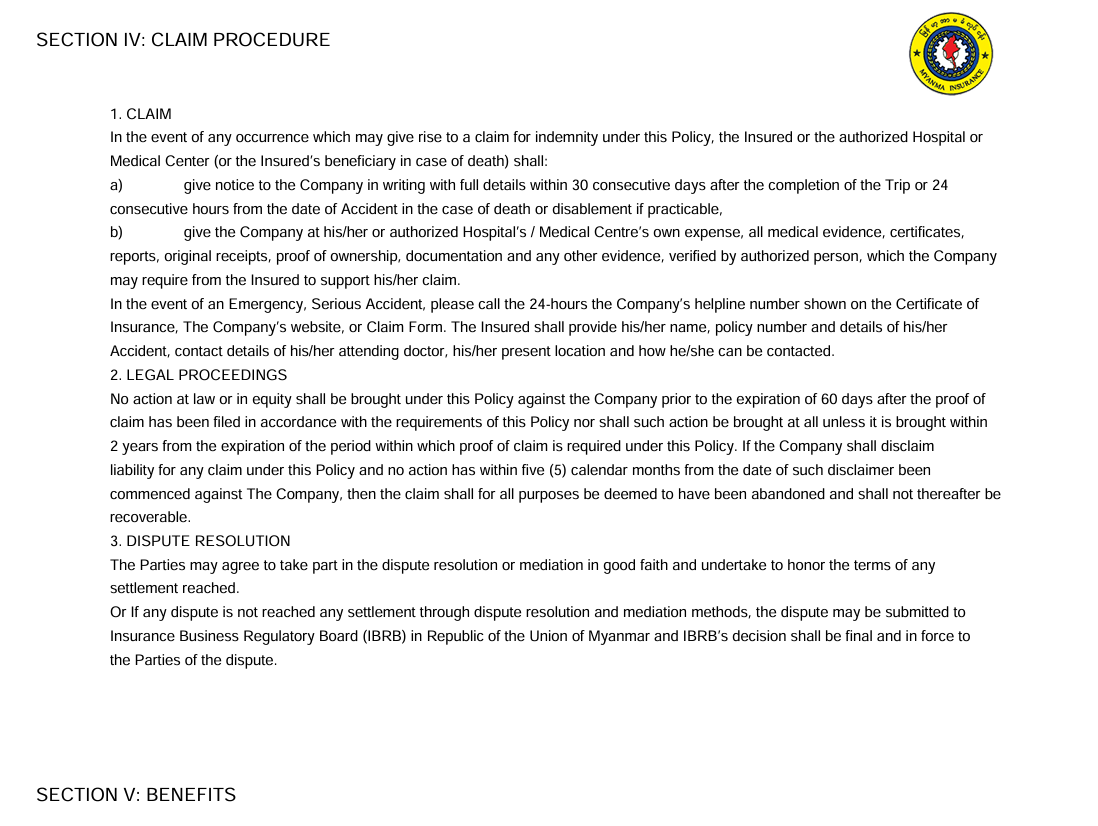 SECTION IV: CLAIM PROCEDURE
MYANMA INSURANCE
1. CLAIM
In the event of any occurrence which may give rise to a claim for indemnity under this Policy, the Insured or the authorized Hospital or
Medical Center (or the Insured's beneficiary in case of death) shall:
a) give notice to the Company in writing with full details within 30 consecutive days after the completion of the Trip or 24
consecutive hours from the date of Accident in the case of death or disablement if practicable,
b) give the Company at his/her or authorized Hospital's / Medical Centre's own expense, all medical evidence, certificates,
reports, original receipts, proof of ownership, documentation and any other evidence, verified by authorized person, which the Company
may require from the Insured to support his/her claim.
In the event of an Emergency, Serious Accident, please call the 24-hours the Company's helpline number shown on the Certificate of
Insurance, The Company's website, or Claim Form. The Insured shall provide his/her name, policy number and details of his/her
Accident, contact details of his/her attending doctor, his/her present location and how he/she can be contacted.
2. LEGAL PROCEEDINGS
No action at law or in equity shall be brought under this Policy against the Company prior to the expiration of 60 days after the proof of
claim has been filed in accordance with the requirements of this Policy nor shall such action be brought at all unless it is brought within
2 years from the expiration of the period within which proof of claim is required under this Policy. If the Company shall disclaim
liability for any claim under this Policy and no action has within five (5) calendar months from the date of such disclaimer been
commenced against The Company, then the claim shall for all purposes be deemed to have been abandoned and shall not thereafter be
recoverable.
3. DISPUTE RESOLUTION
The Parties may agree to take part in the dispute resolution or mediation in good faith and undertake to honor the terms of any
settlement reached.
Or If any dispute is not reached any settlement through dispute resolution and mediation methods, the dispute may be submitted to
Insurance Business Regulatory Board (IBRB) in Republic of the Union of Myanmar and IBRB's decision shall be final and in force to
the Parties of the dispute.
SECTION V: BENEFITS